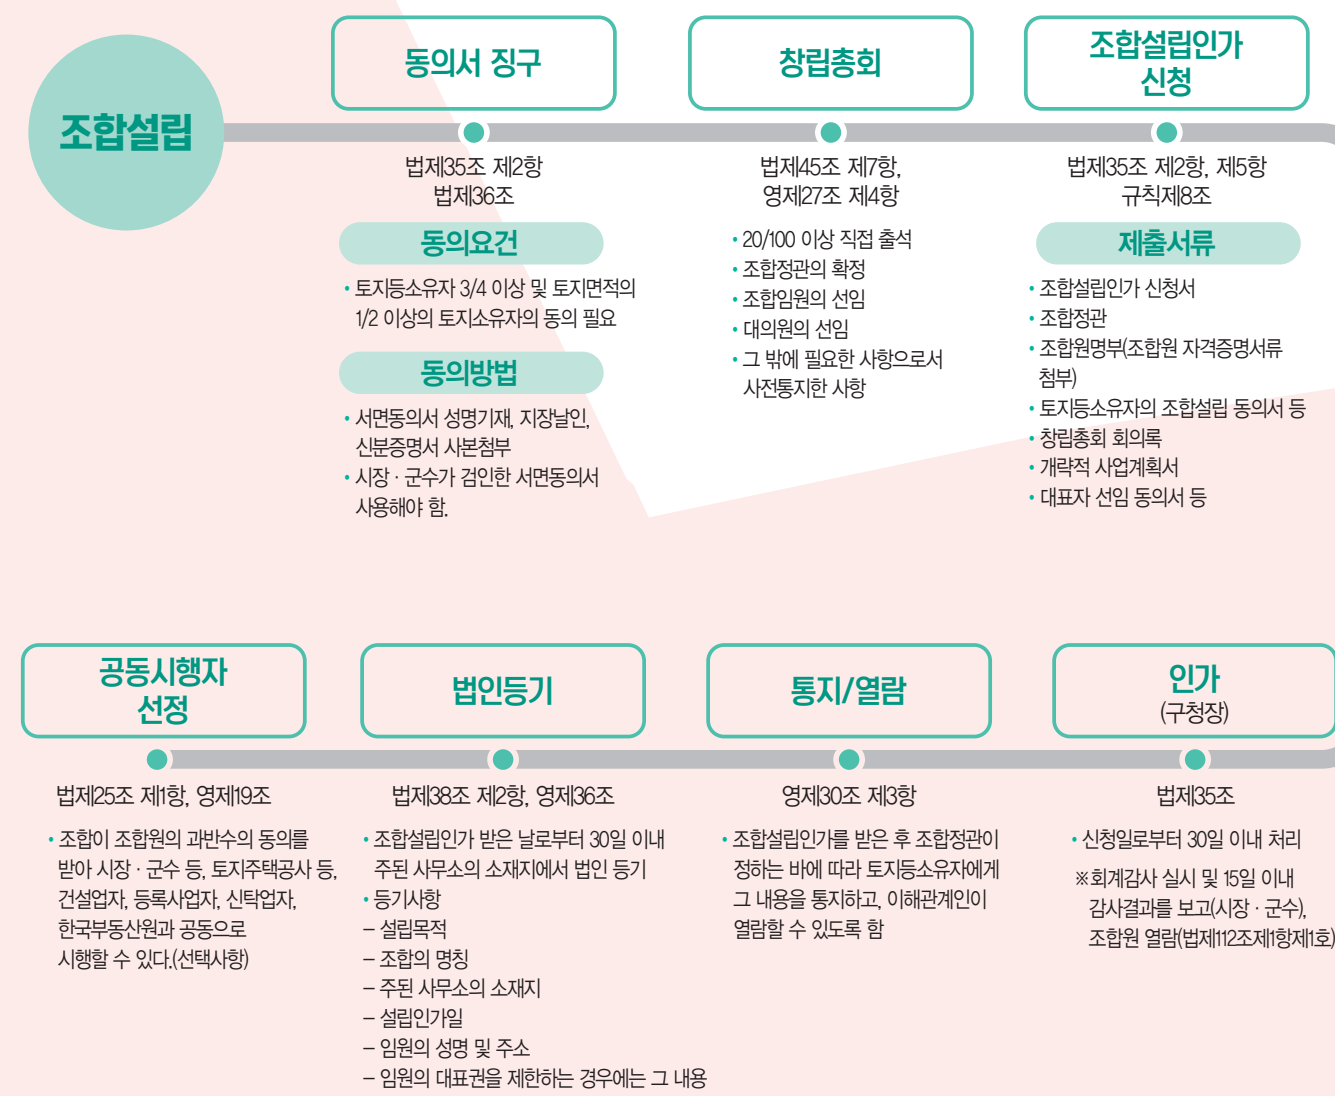 조합설립
동의서 징구
법제35조 제2항
법제36조
동의요건
• 토지등소유자 3/4 이상 및 토지면적의
1/2 이상의 토지소유자의 동의 필요
동의방법
• 서면동의서 성명기재, 지장날인,
신분증명서 사본첨부
• 시장 · 군수가 검인한 서면동의서
사용해야 함.
창립총회
법제45조 제7항,
영제27조 제4항
• 20/100 이상 직접 출석
• 조합정관의 확정
• 조합임원의 선임
• 대의원의 선임
• 그 밖에 필요한 사항으로서
사전통지한 사항
조합설립인가
신청
법제35조 제2항, 제5항
규칙제8조
제출서류
• 조합설립인가 신청서
• 조합정관
• 조합원명부(조합원 자격증명서류
첨부)
• 토지등소유자의 조합설립 동의서 등
• 창립총회 회의록
• 개략적 사업계획서
• 대표자 선임 동의서 등
공동시행자
선정
법제25조 제1항, 영제19조
• 조합이 조합원의 과반수의 동의를
받아 시장 · 군수 등, 토지주택공사 등,
건설업자, 등록사업자, 신탁업자,
한국부동산원과 공동으로
시행할 수 있다.(선택사항)
법인등기
법제38조 제2항, 영제36조
• 조합설립인가 받은 날로부터 30일 이내
주된 사무소의 소재지에서 법인 등기
• 등기사항
– 설립목적
– 조합의 명칭
– 주된 사무소의 소재지
– 설립인가일
– 임원의 성명 및 주소
– 임원의 대표권을 제한하는 경우에는 그 내용
통지/열람
영제30조 제3항
• 조합설립인가를 받은 후 조합정관이
정하는 바에 따라 토지등소유자에게
그 내용을 통지하고, 이해관계인이
열람할 수 있도록 함
인가
(구청장)
법제35조
• 신청일로부터 30일 이내 처리
※회계감사 실시 및 15일 이내
감사결과를 보고(시장 · 군수),
조합원 열람(법제112조제1항제1호)